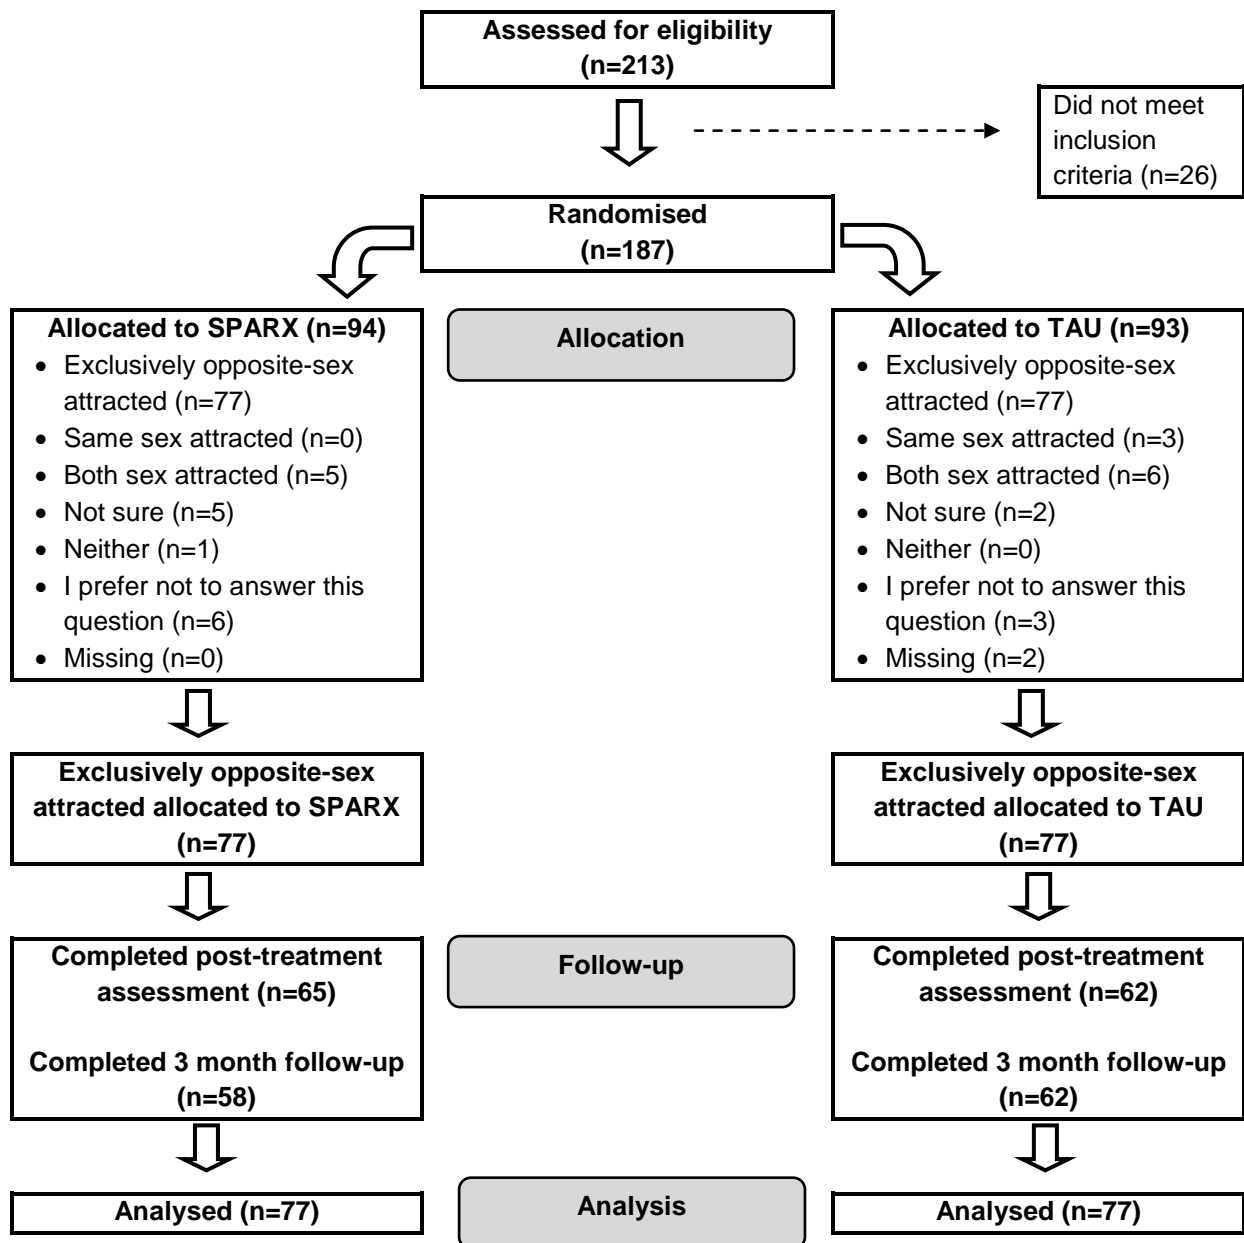 Assessed for eligibility
(n=213)
Did not meet
inclusion
criteria (n=26)
Randomised
(n=187)
Allocated to SPARX (n=94)
• Exclusively opposite-sex
attracted (n=77)
• Same sex attracted (n=0)
• Both sex attracted (n=5)
• Not sure (n=5)
• Neither (n=1)
• I prefer not to answer this
question (n=6)
• Missing (n=0)
Allocation
Allocated to TAU (n=93)
• Exclusively opposite-sex
attracted (n=77)
• Same sex attracted (n=3)
• Both sex attracted (n=6)
• Not sure (n=2)
• Neither (n=0)
• I prefer not to answer this
question (n=3)
• Missing (n=2)
Exclusively opposite-sex
attracted allocated to SPARX
(n=77)
Exclusively opposite-sex
attracted allocated to TAU
(n=77)
Completed post-treatment
assessment (n=65)
Completed 3 month follow-up
(n=58)
Follow-up
Completed post-treatment
assessment (n=62)
Completed 3 month follow-up
(n=62)
Analysed (n=77)
Analysis
Analysed (n=77)